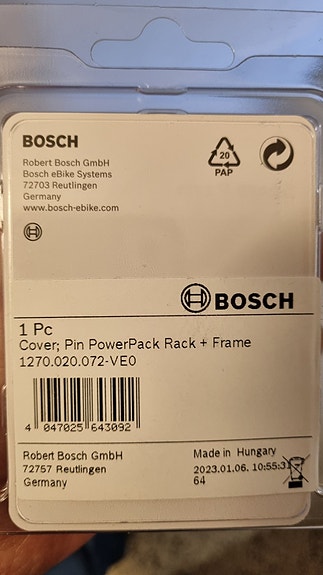 BOSCH
Robert Bosch GmbH
Bosch eBike Systems
72703 Reutlingen
Germany
www.bosch-ebike.com
20
PAP
BOSCH
1 Pc
Cover; Pin PowerPack Rack + Frame
1270.020.072-VE0
4 047025 643092
Robert Bosch GmbH
72757 Reutlingen
Germany
Made in Hungary
2023.01.06. 10:55:3
64